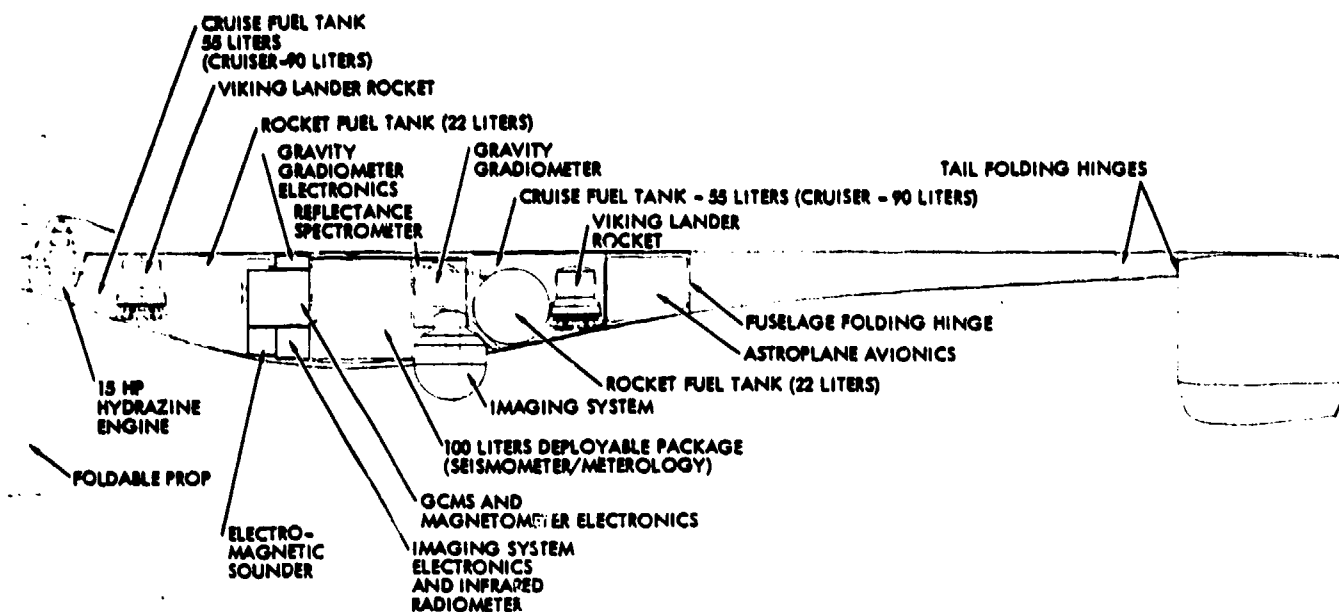 CRUISE FUEL TANK
55 LITERS
(CRUISER-90 LITERS)
VIKING LANDER ROCKET
ROCKET FUEL TANK (22 LITERS)
GRAVITY
GRADIOMETER
ELECTRONICS
REFLECTANCE
SPECTROMETER
GRAVITY
GRADIOMETER
CRUISE FUEL TANK - 55 LITERS (CRUISER - 90 LITERS)
VIKING LANDER
ROCKET
TAIL FOLDING HINGES
FUSELAGE FOLDING HINGE
ASTROPLANE AVIONICS
ROCKET FUEL TANK (22 LITERS)
IMAGING SYSTEM
15 HP
HYDRAZINE
ENGINE
100 LITERS DEPLOYABLE PACKAGE
(SEISMOMETER/METEROLOGY)
FOLDABLE PROP
GCMS AND
MAGNETOMETER ELECTRONICS
ELECTRO-
MAGNETIC
SOUNDER
IMAGING SYSTEM
ELECTRONICS
AND INFRARED
RADIOMETER